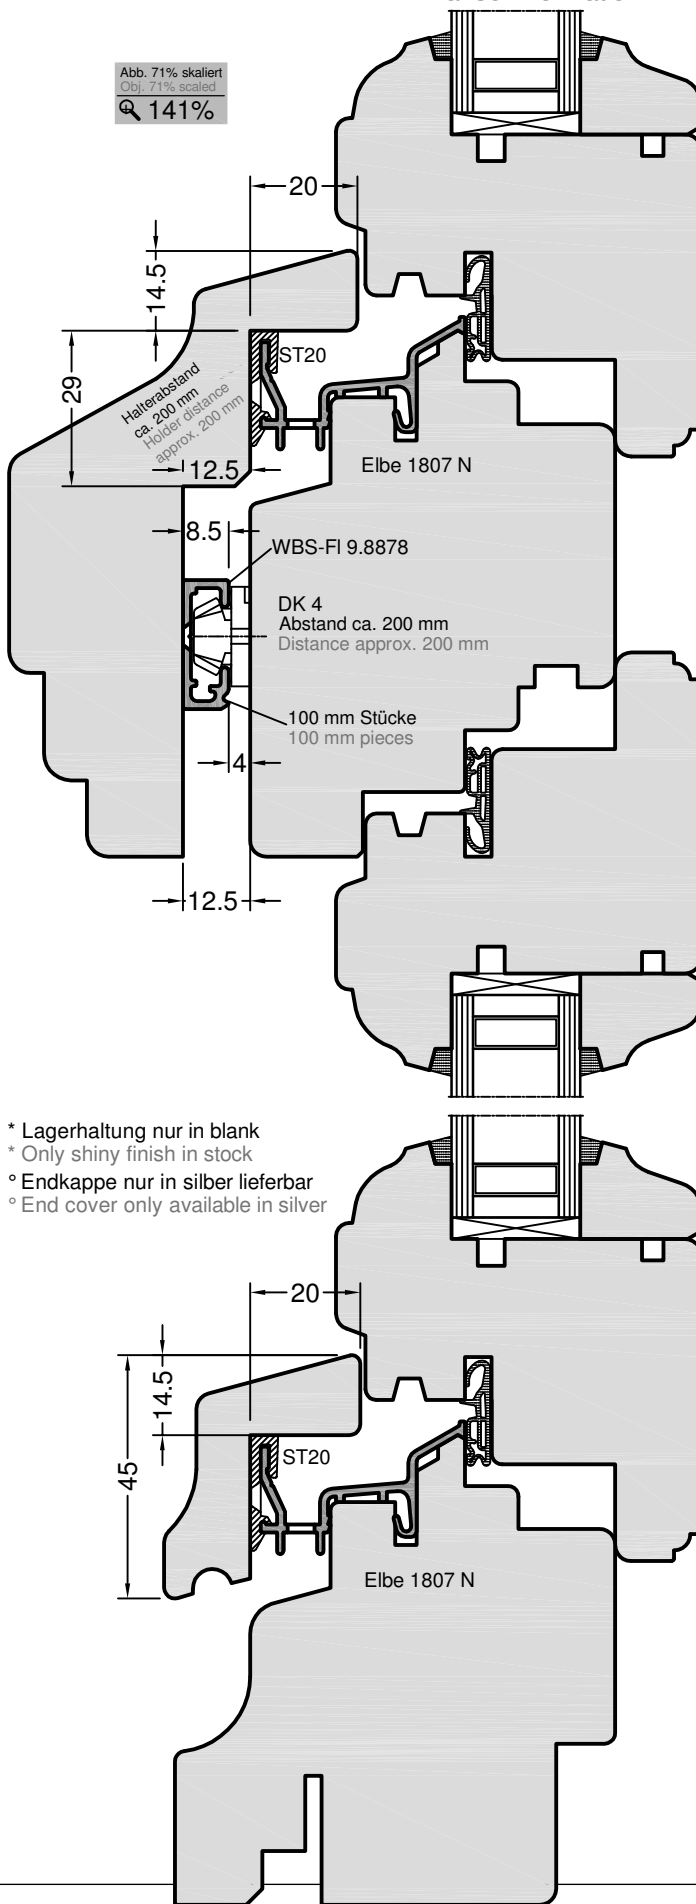 Abb. 71% skaliert
Obj. 71% scaled
141%
20
14.5
29
ST20
Halterabstand
ca. 200 mm
Holder distance
approx. 200 mm
12.5
Elbe 1807 N
8.5
WBS-Fl 9.8878
DK 4
Abstand ca. 200 mm
Distance approx. 200 mm
100 mm Stücke
100 mm pieces
4
12.5
* Lagerhaltung nur in blank
* Only shiny finish in stock
° Endkappe nur in silber lieferbar
° End cover only available in silver
20
14.5
45
ST20
Elbe 1807 N